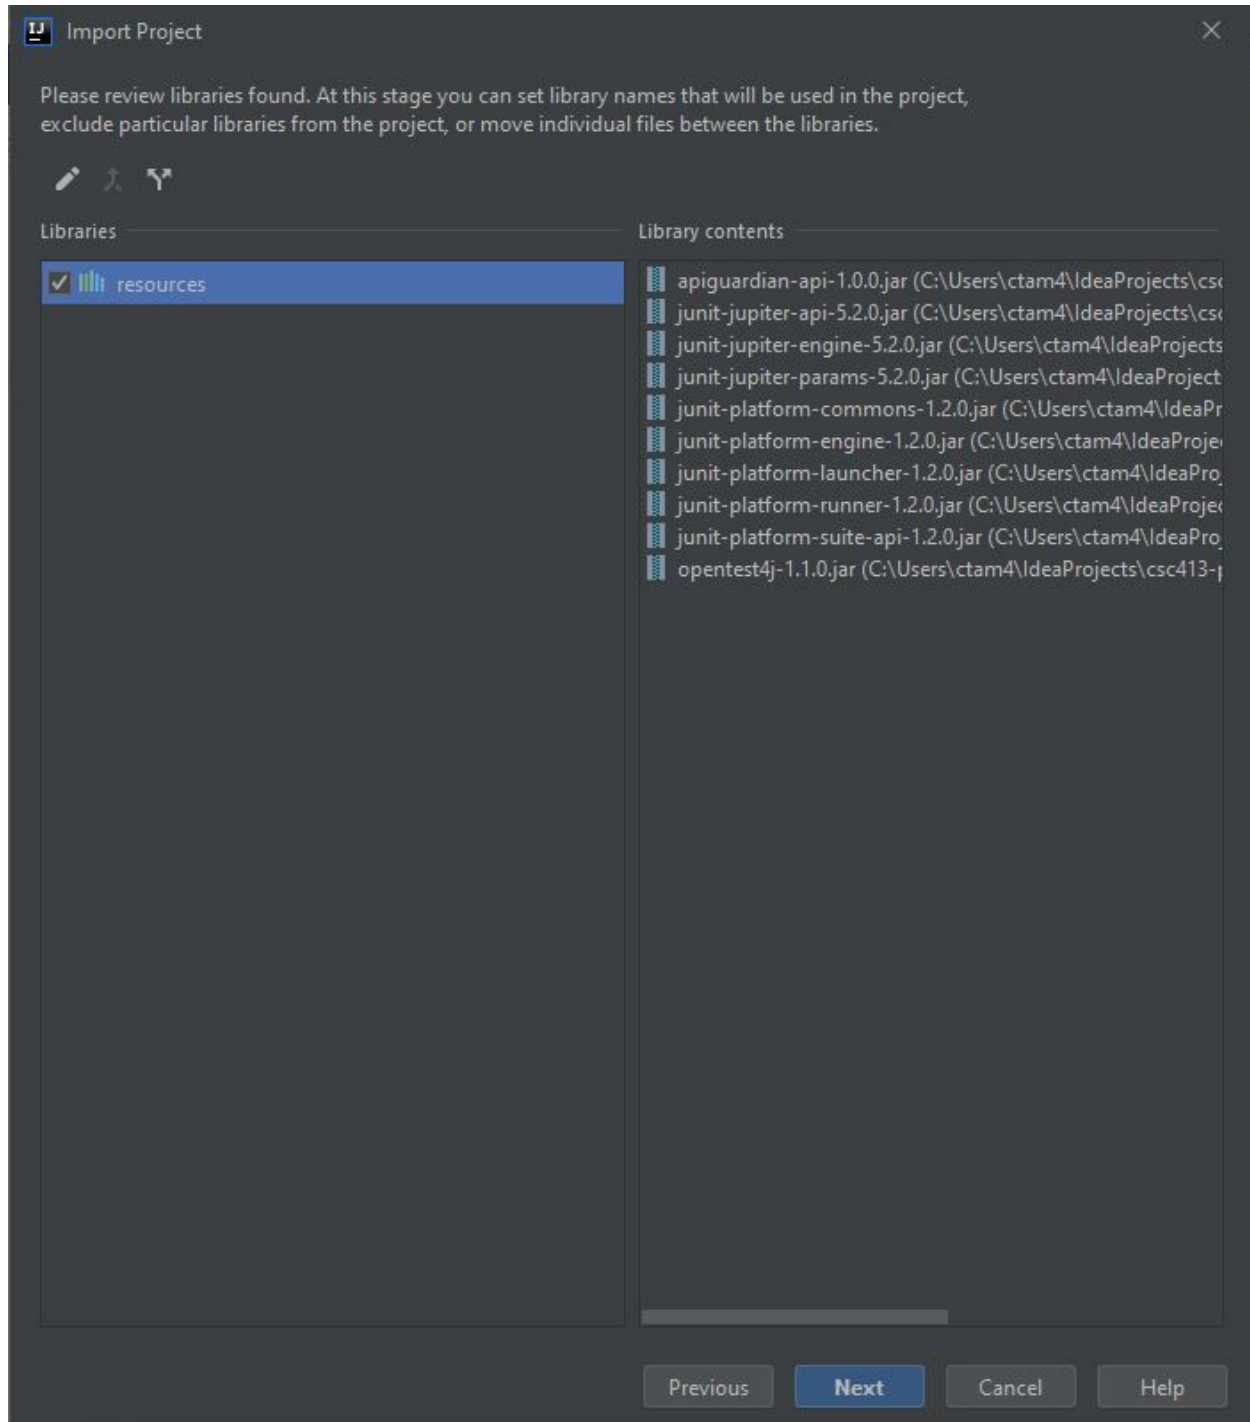 IJ
Import Project
Please review libraries found. At this stage you can set library names that will be used in the project,
exclude particular libraries from the project, or move individual files between the libraries.
Libraries
Library contents
resources
apiguardian-api-1.0.0.jar (C:\Users\ctam4\IdeaProjects\csc
junit-jupiter-api-5.2.0.jar (C:\Users\ctam4\IdeaProjects\csc
junit-jupiter-engine-5.2.0.jar (C:\Users\ctam4\IdeaProjects
junit-jupiter-params-5.2.0.jar (C:\Users\ctam4\IdeaProject
junit-platform-commons-1.2.0.jar (C:\Users\ctam4\IdeaPr
junit-platform-engine-1.2.0.jar (C:\Users\ctam4\IdeaProje
junit-platform-launcher-1.2.0.jar (C:\Users\ctam4\IdeaPro
junit-platform-runner-1.2.0.jar (C:\Users\ctam4\IdeaProjec
junit-platform-suite-api-1.2.0.jar (C:\Users\ctam4\IdeaPro
opentest4j-1.1.0.jar (C:\Users\ctam4\IdeaProjects\csc413-p
Previous
Next
Cancel
Help